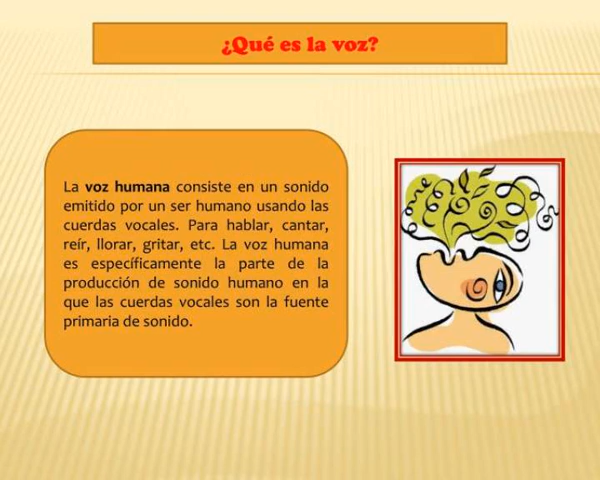 ¿Qué es la voz?
La voz humana consiste en un sonido
emitido por un ser humano usando las
cuerdas vocales. Para hablar, cantar,
reír, llorar, gritar, etc. La voz humana
es específicamente la parte de la
producción de sonido humano en la
que las cuerdas vocales son la fuente
primaria de sonido.